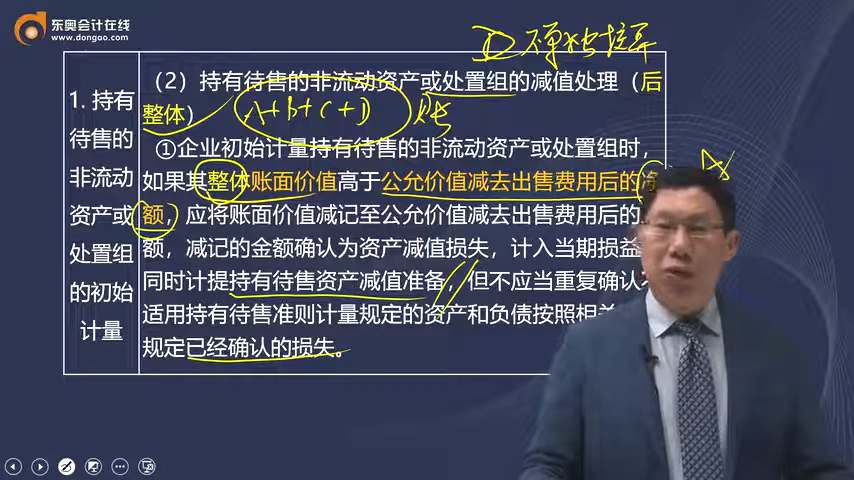 东奥会计在线
www.dongao.com
D 不单独
1. 持有
待售的
非流动
资产或
处置组
的初始
计量
（2）持有待售的非流动资产或处置组的减值处理（后
整体）
A+B+C+D
①企业初始计量持有待售的非流动资产或处置组时，
如果其整体账面价值高于公允价值减去出售费用后的净
额，应将账面价值减记至公允价值减去出售费用后的
额，减记的金额确认为资产减值损失，计入当期损益
同时计提持有待售资产减值准备，但不应当重复确认不
适用持有待售准则计量规定的资产和负债按照相关
规定已经确认的损失。